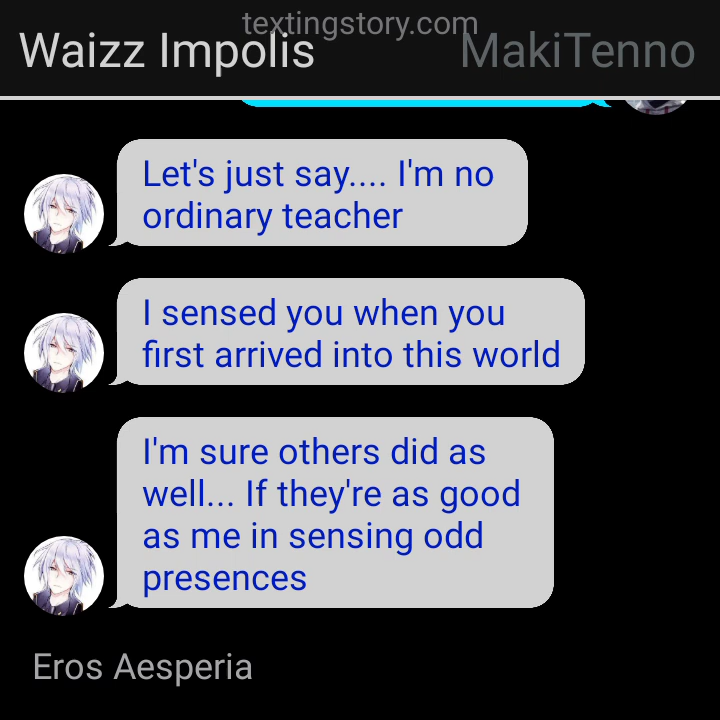 textingstory.com
Waizz Impolis MakiTenno
Let's just say.... I'm no
ordinary teacher
I sensed you when you
first arrived into this world
I'm sure others did as
well... If they're as good
as me in sensing odd
presences
Eros Aesperia